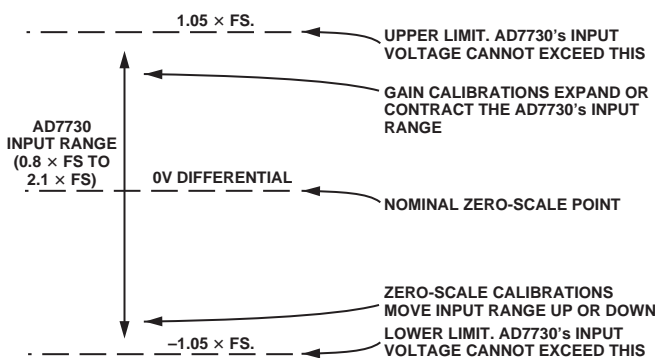 1.05 × FS.
UPPER LIMIT. AD7730's INPUT
VOLTAGE CANNOT EXCEED THIS
GAIN CALIBRATIONS EXPAND OR
CONTRACT THE AD7730's INPUT
RANGE
AD7730
INPUT RANGE
(0.8 × FS TO
2.1 × FS)
0V DIFFERENTIAL
NOMINAL ZERO-SCALE POINT
ZERO-SCALE CALIBRATIONS
MOVE INPUT RANGE UP OR DOWN
–1.05 × FS.
LOWER LIMIT. AD7730's INPUT
VOLTAGE CANNOT EXCEED THIS